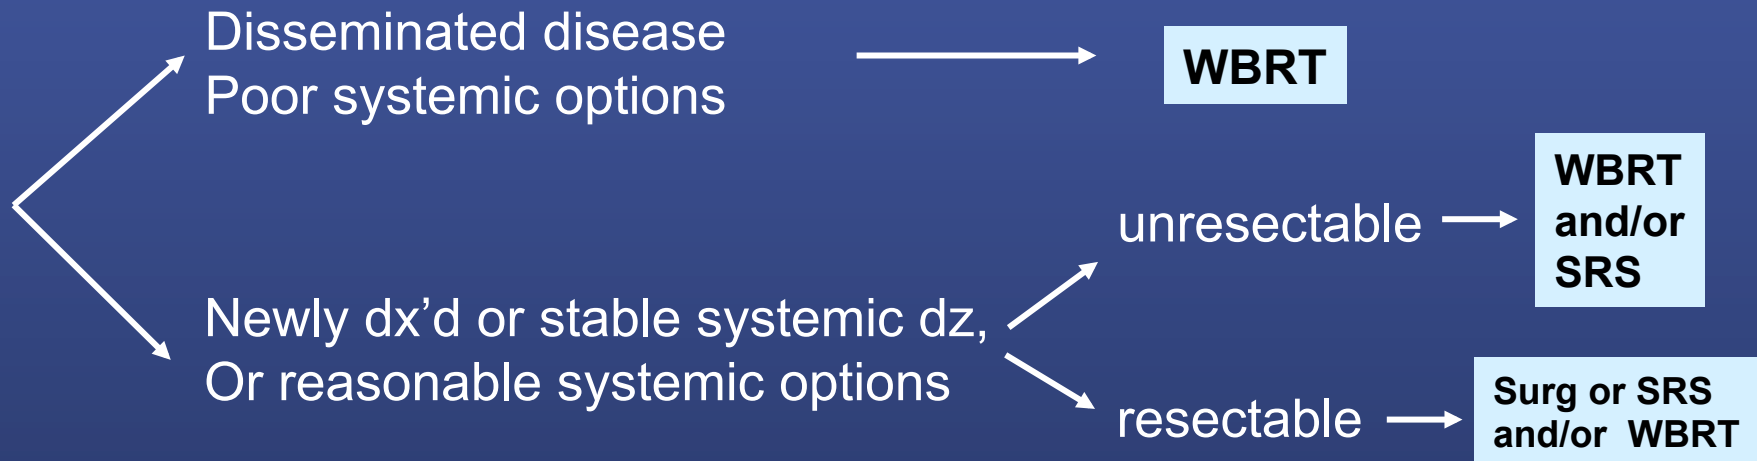 Disseminated disease
Poor systemic options
WBRT
Newly dx’d or stable systemic dz,
Or reasonable systemic options
unresectable
WBRT
and/or
SRS
resectable
Surg or SRS
and/or WBRT